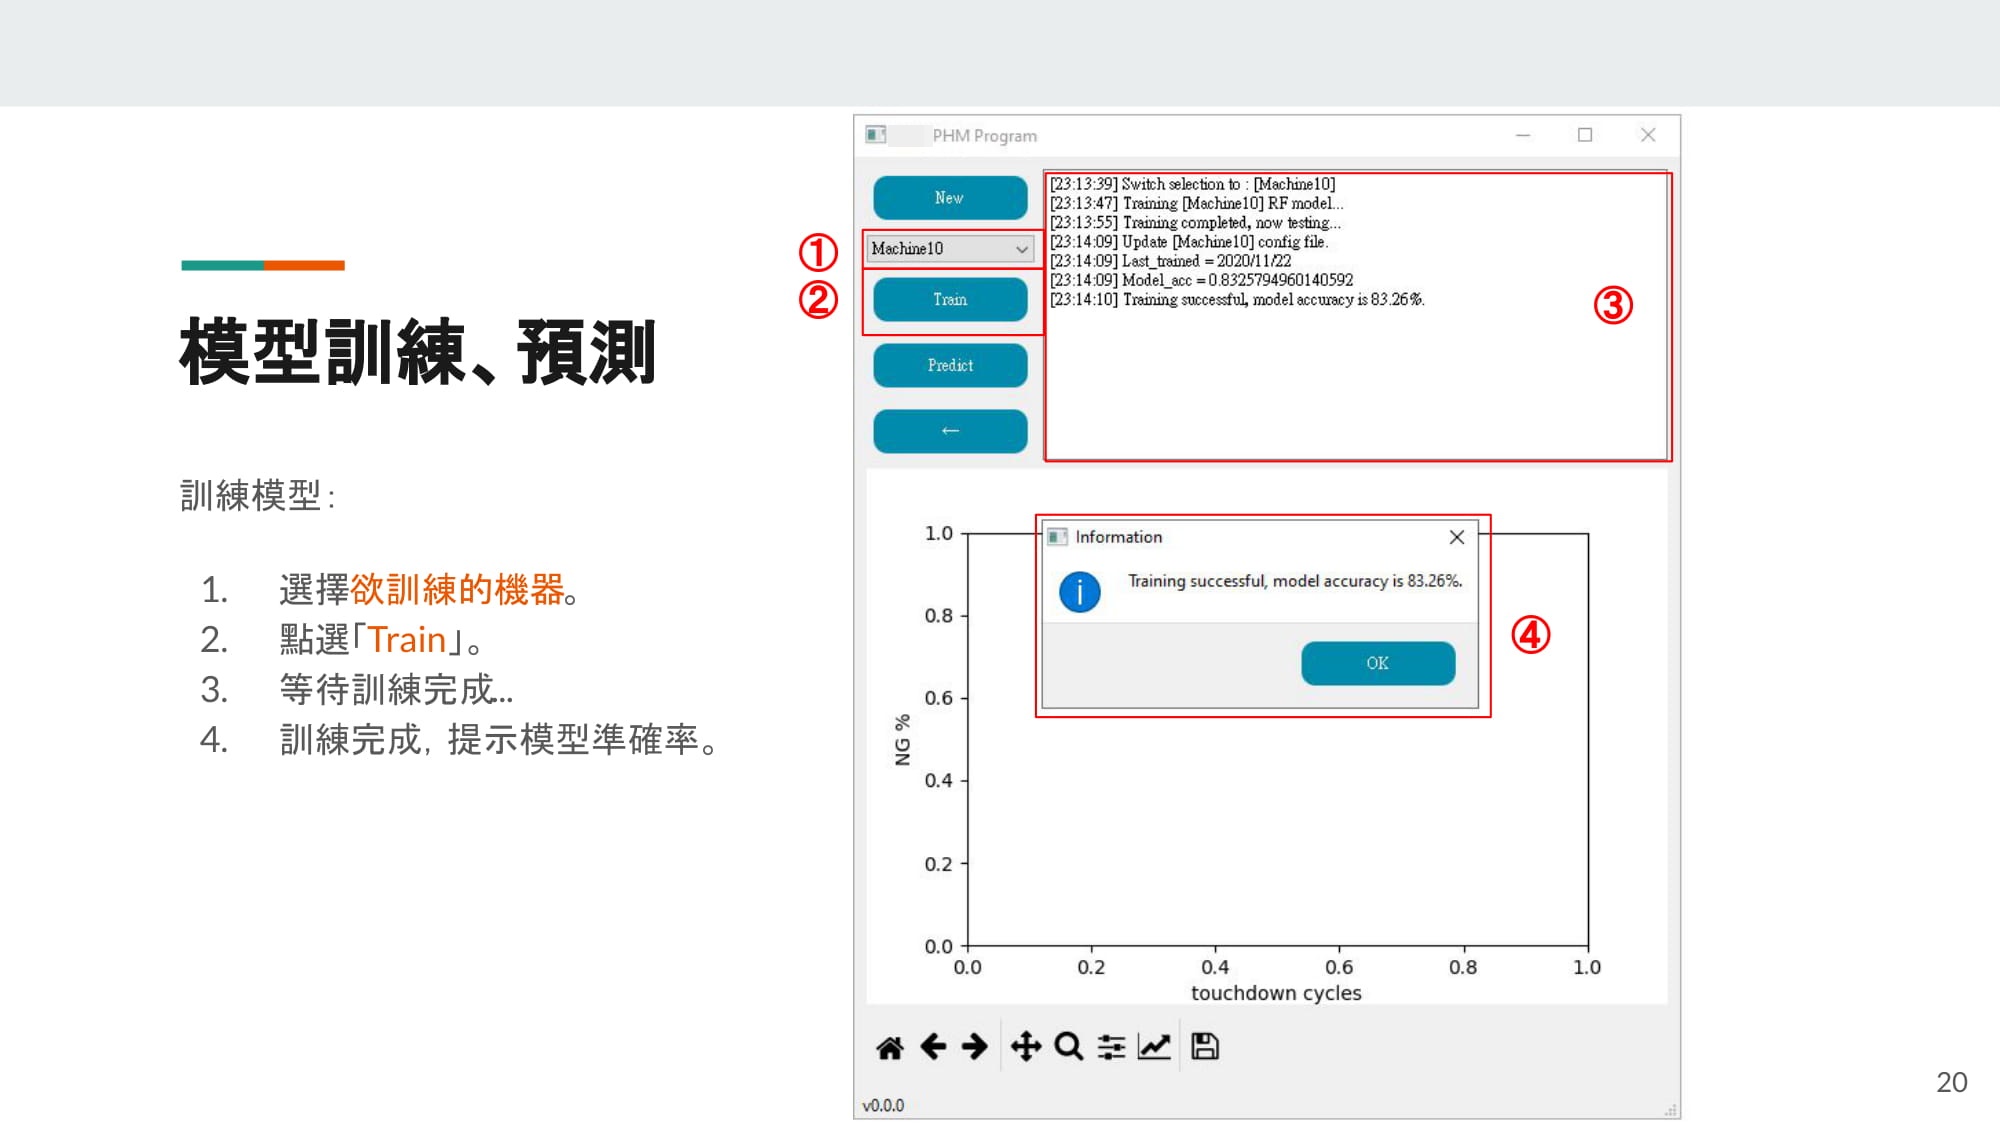 模型訓練、預測
訓練模型：
1. 選擇欲訓練的機器。
2. 點選「Train」。
3. 等待訓練完成...
4. 訓練完成，提示模型準確率。
PHM Program
New
①
Machine10
②
Train
Predict
←
[23:13:39] Switch selection to : [Machine10]
[23:13:47] Training [Machine10] RF model...
[23:13:55] Training completed, now testing...
[23:14:09] Update [Machine10] config file.
[23:14:09] Last_trained = 2020/11/22
[23:14:09] Model_acc = 0.8325794960140592
[23:14:10] Training successful, model accuracy is 83.26%.
③
Information
Training successful, model accuracy is 83.26%.
OK
④
NG %
1.0
0.8
0.6
0.4
0.2
0.0
0.0 0.2 0.4 0.6 0.8 1.0
touchdown cycles
v0.0.0
20